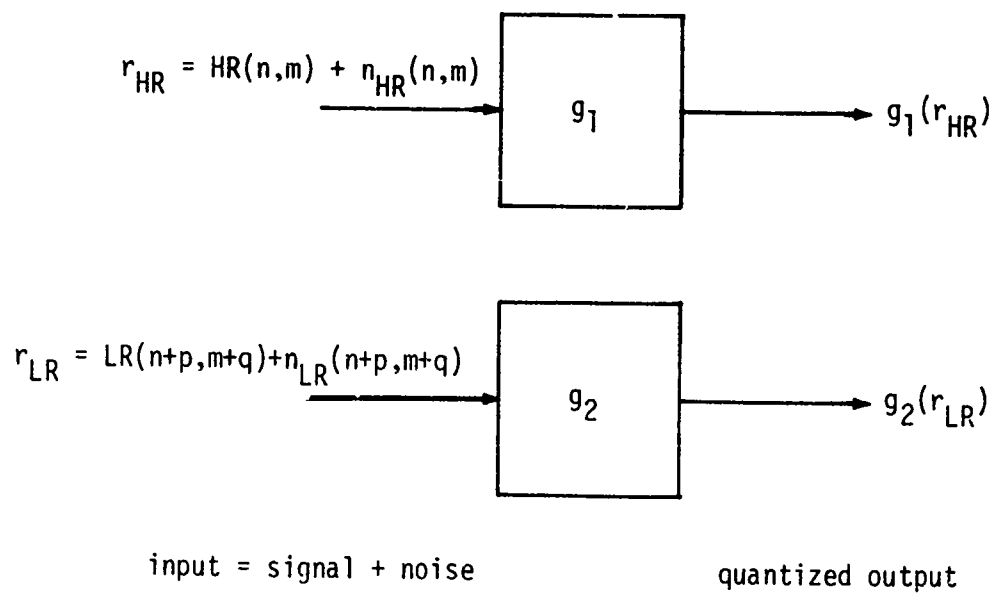 r_HR = HR(n,m) + n_HR(n,m)
g_1
g_1(r_HR)
r_LR = LR(n+p,m+q)+n_LR(n+p,m+q)
g_2
g_2(r_LR)
input = signal + noise
quantized output